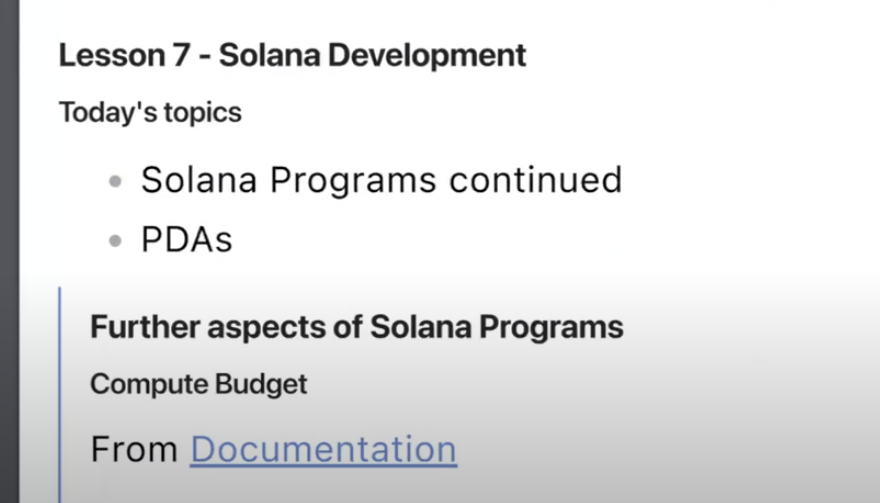 Lesson 7 - Solana Development
Today's topics
Solana Programs continued
PDAs
Further aspects of Solana Programs
Compute Budget
From Documentation